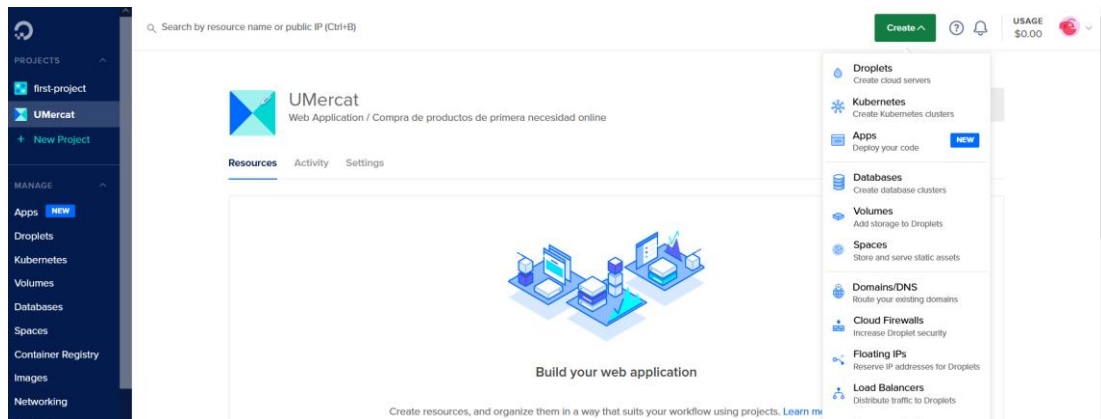 Search by resource name or public IP (Ctrl+B)
Create
USAGE
$0.00
PROJECTS
first-project
UMercat
+ New Project
MANAGE
Apps NEW
Droplets
Kubernetes
Volumes
Databases
Spaces
Container Registry
Images
Networking
UMercat
Web Application / Compra de productos de primera necesidad online
Resources Activity Settings
Build your web application
Create resources, and organize them in a way that suits your workflow using projects. Learn
Droplets
Create cloud servers
Kubernetes
Create Kubernetes clusters
Apps NEW
Deploy your code
Databases
Create database clusters
Volumes
Add storage to Droplets
Spaces
Store and serve static assets
Domains/DNS
Route your existing domains
Cloud Firewalls
Increase Droplet security
Floating IPs
Reserve IP addresses for Droplets
Load Balancers
Distribute traffic to Droplets